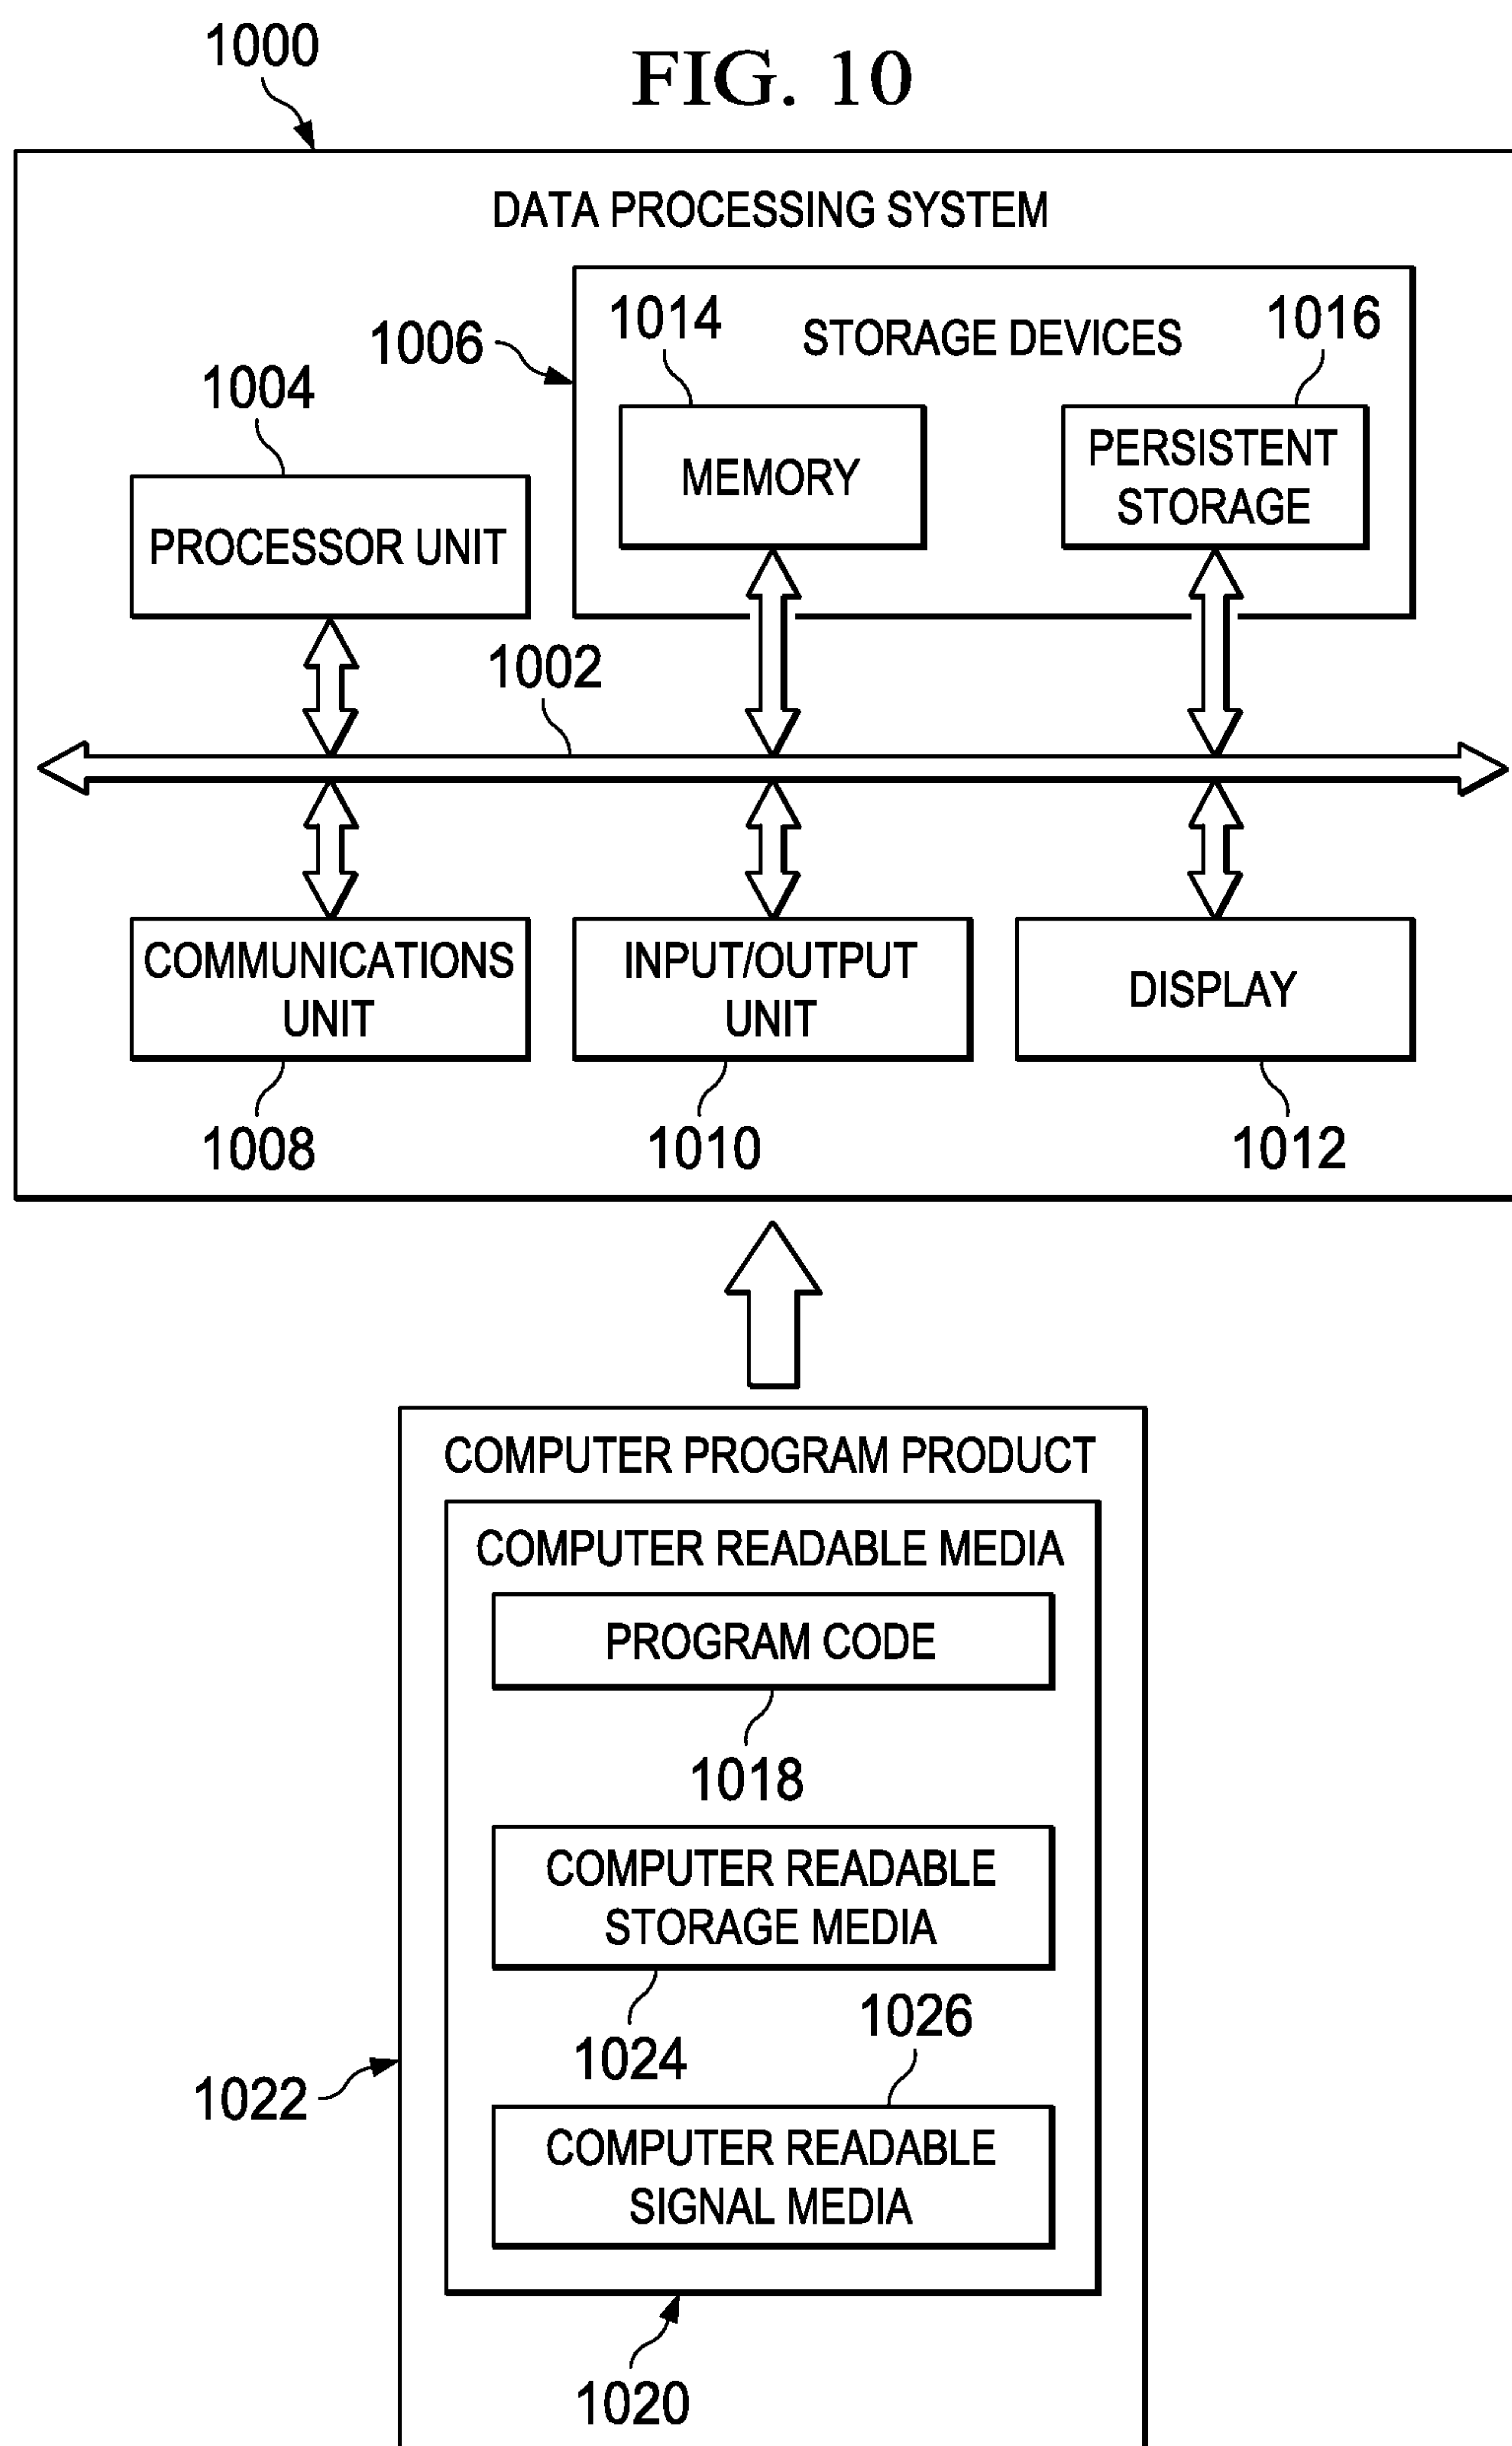 1000
FIG. 10
DATA PROCESSING SYSTEM
1006
1014
STORAGE DEVICES
1016
1004
MEMORY
PERSISTENT
STORAGE
PROCESSOR UNIT
1002
COMMUNICATIONS
UNIT
INPUT/OUTPUT
UNIT
DISPLAY
1008
1010
1012
COMPUTER PROGRAM PRODUCT
COMPUTER READABLE MEDIA
PROGRAM CODE
1018
COMPUTER READABLE
STORAGE MEDIA
1024
1026
1022
COMPUTER READABLE
SIGNAL MEDIA
1020